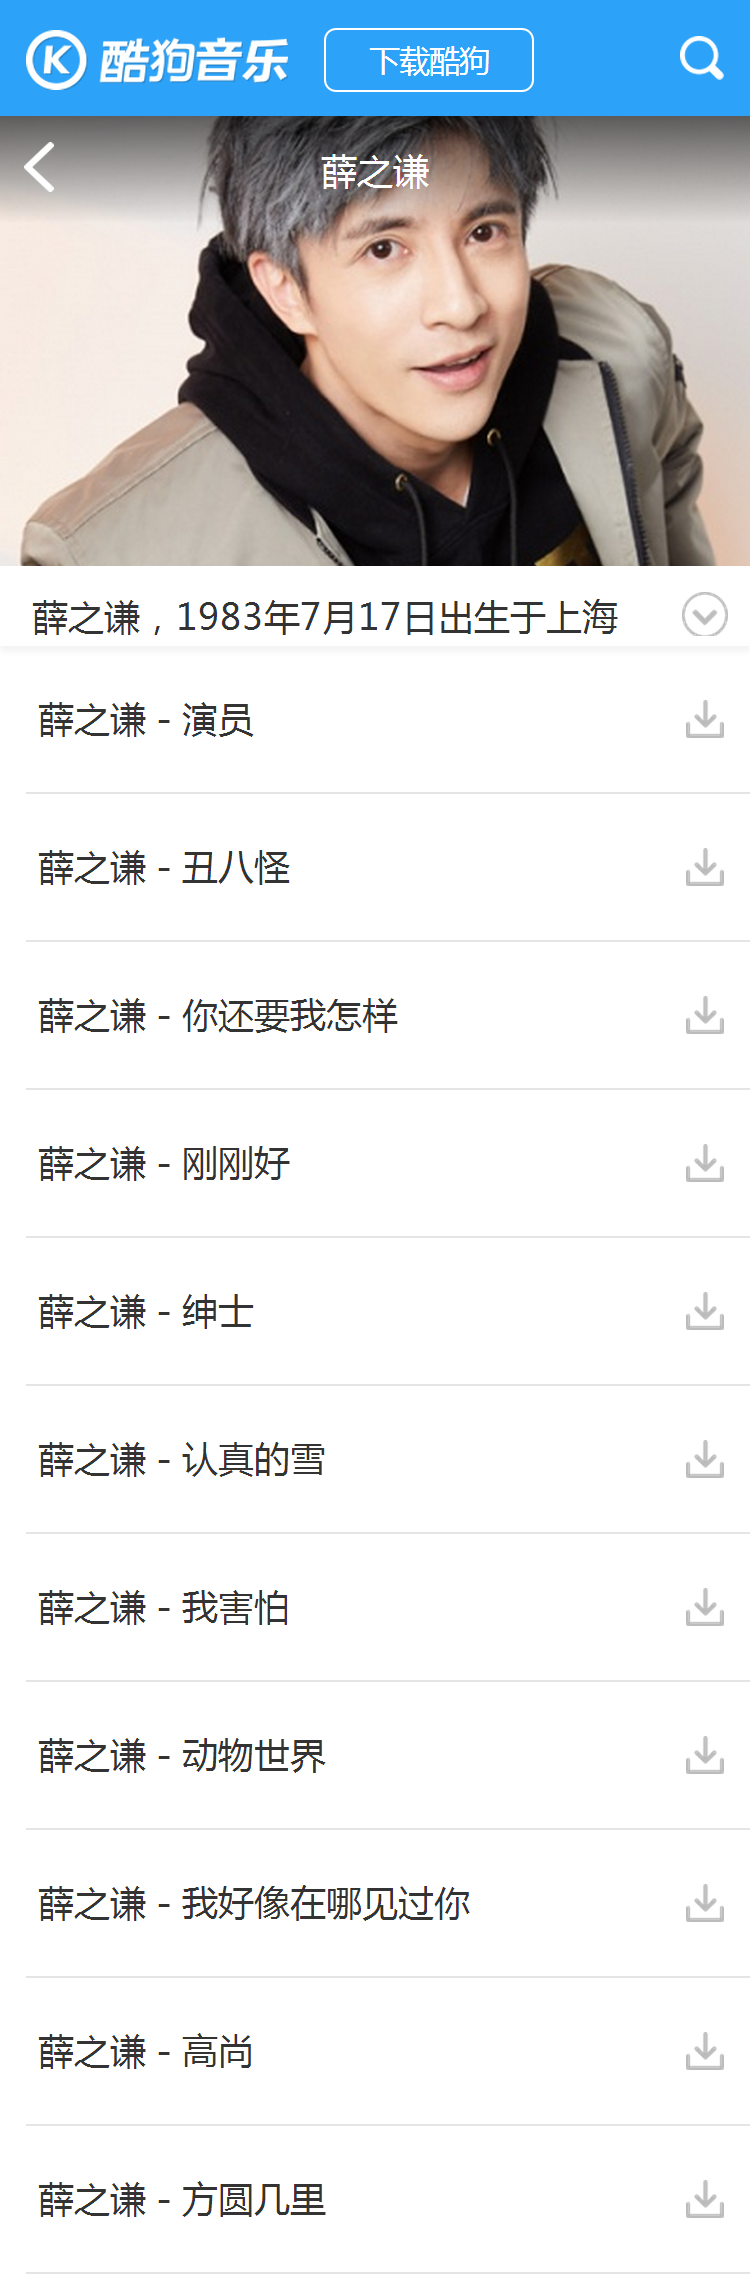 酷狗音乐
下载酷狗
薛之谦
薛之谦，1983年7月17日出生于上海
薛之谦 - 演员
薛之谦 - 丑八怪
薛之谦 - 你还要我怎样
薛之谦 - 刚刚好
薛之谦 - 绅士
薛之谦 - 认真的雪
薛之谦 - 我害怕
薛之谦 - 动物世界
薛之谦 - 我好像在哪见过你
薛之谦 - 高尚
薛之谦 - 方圆几里